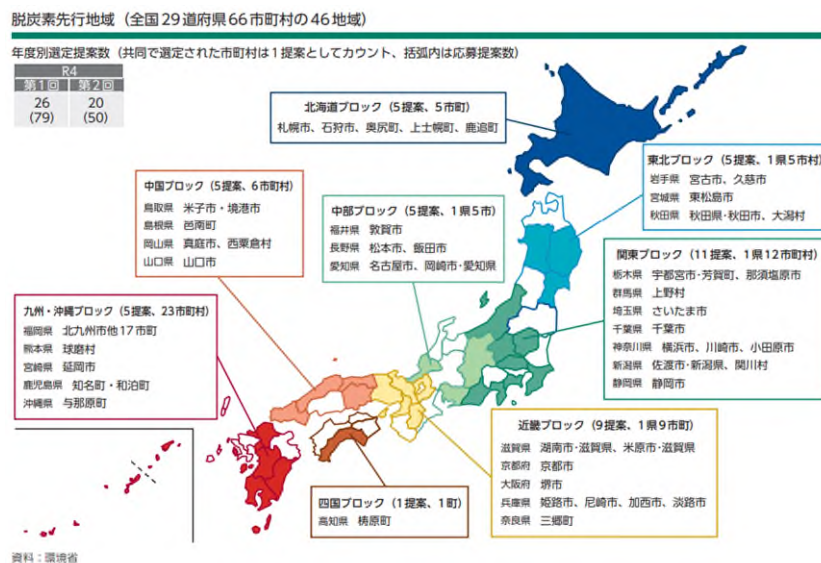 脱炭素先行地域（全国29道府県66市町村の46地域）
年度別選定提案数（共同で選定された市町村は1提案としてカウント、括弧内は応募提案数）
R4
第1回 第2回
26 20
(79) (50)
北海道ブロック（5提案、5市町）
札幌市、石狩市、奥尻町、上士幌町、鹿追町
東北ブロック（5提案、1県5市村）
岩手県 宮古市、久慈市
宮城県 東松島市
秋田県 秋田県・秋田市、大潟村
中国ブロック（5提案、6市町村）
鳥取県 米子市・境港市
島根県 邑南町
岡山県 真庭市、西粟倉村
山口県 山口市
中部ブロック（5提案、1県5市）
福井県 敦賀市
長野県 松本市、飯田市
愛知県 名古屋市、岡崎市・愛知県
関東ブロック（11提案、1県12市町村）
栃木県 宇都宮市・芳賀町、那須塩原市
群馬県 上野村
埼玉県 さいたま市
千葉県 千葉市
神奈川県 横浜市、川崎市、小田原市
新潟県 佐渡市・新潟県、関川村
静岡県 静岡市
九州・沖縄ブロック（5提案、23市町村）
福岡県 北九州市他17市町
熊本県 球磨村
宮崎県 延岡市
鹿児島県 知名町・和泊町
沖縄県 与那原町
近畿ブロック（9提案、1県9市町）
滋賀県 湖南市・滋賀県、米原市・滋賀県
京都府 京都市
大阪府 堺市
兵庫県 姫路市、尼崎市、加西市、淡路市
奈良県 三郷町
四国ブロック（1提案、1町）
高知県 梼原町
資料：環境省